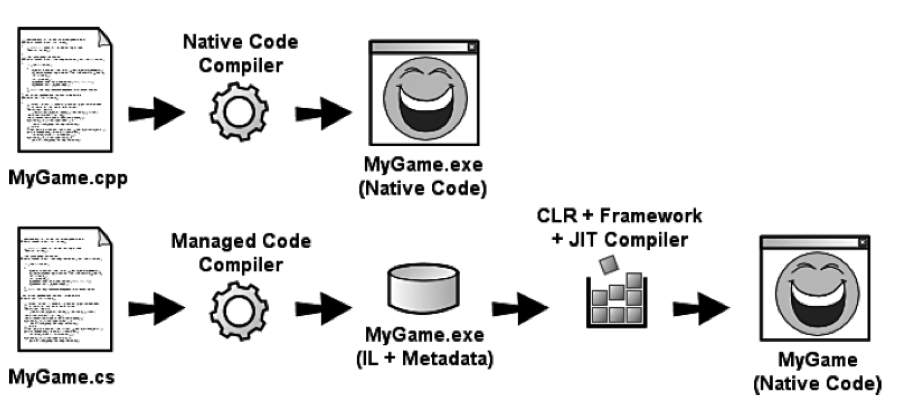 Native Code
Compiler
MyGame.cpp
MyGame.exe
(Native Code)
Managed Code
Compiler
CLR + Framework
+ JIT Compiler
MyGame.cs
MyGame.exe
(IL + Metadata)
MyGame
(Native Code)